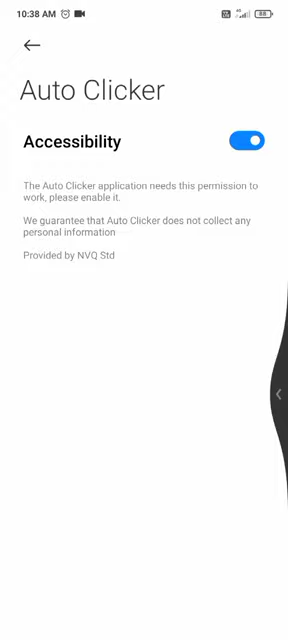 10:38 AM
88
Auto Clicker
Accessibility
The Auto Clicker application needs this permission to
work, please enable it.
We guarantee that Auto Clicker does not collect any
personal information
Provided by NVQ Std